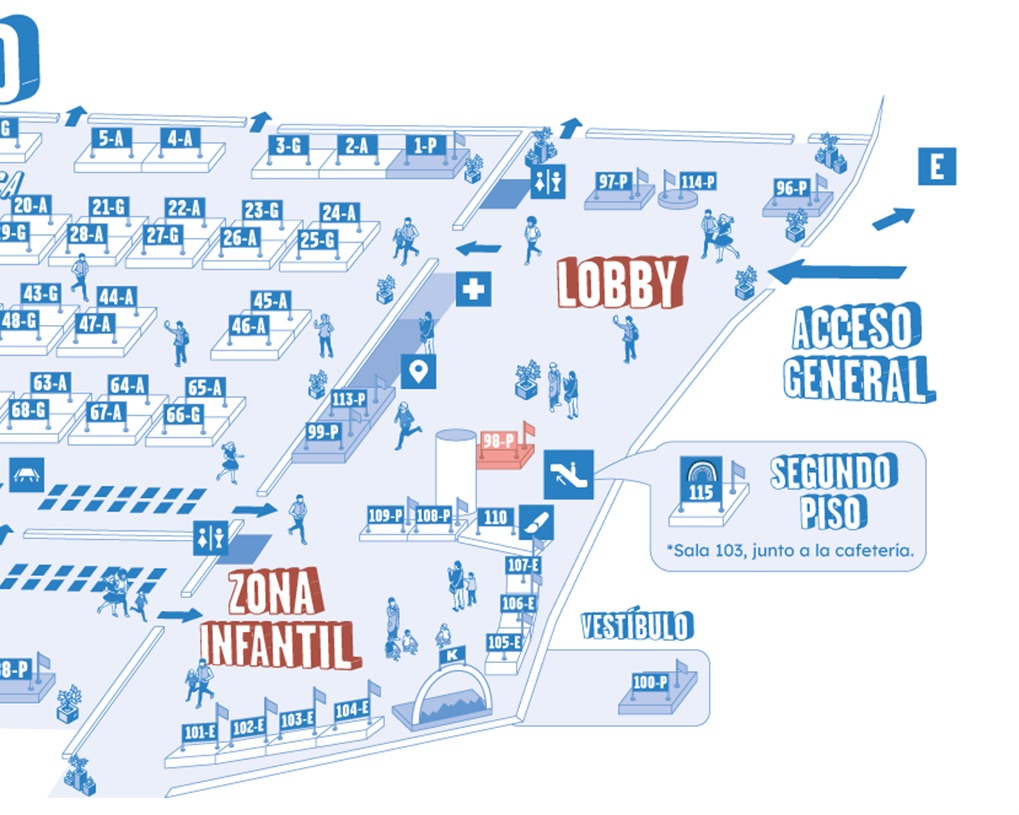 O
G
5-A
4-A
3-G
2-A
1-P
97-P
114-P
96-P
E
CA
20-A
21-G
22-A
23-G
24-A
29-G
28-A
27-G
26-A
25-G
LOBBY
ACCESO
GENERAL
43-G
44-A
45-A
48-G
47-A
46-A
63-A
64-A
65-A
68-G
67-A
66-G
113-P
99-P
98-P
115
SEGUNDO
PISO
*Sala 103, junto a la cafetería.
109-P
108-P
110
107-E
106-E
105-E
ZONA
INFANTIL
VESTÍBULO
100-P
K
88-P
101-E
102-E
103-E
104-E